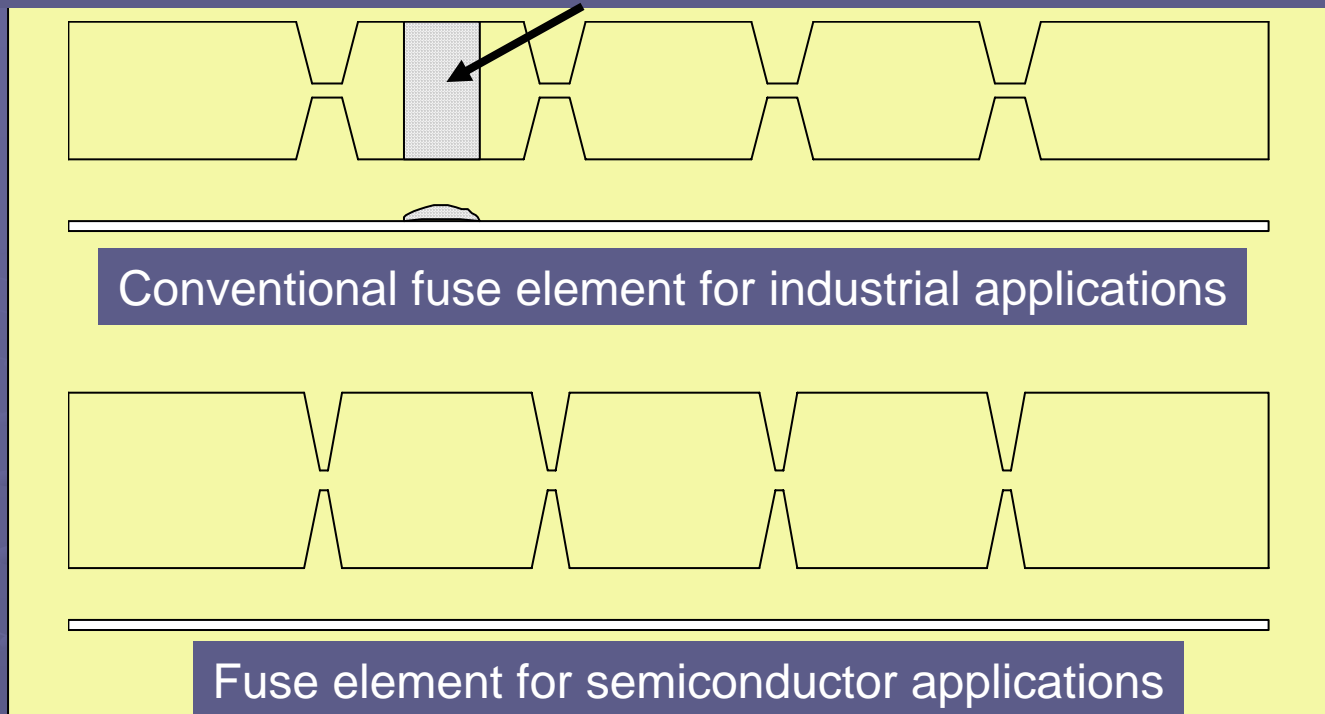 Conventional fuse element for industrial applications
Fuse element for semiconductor applications